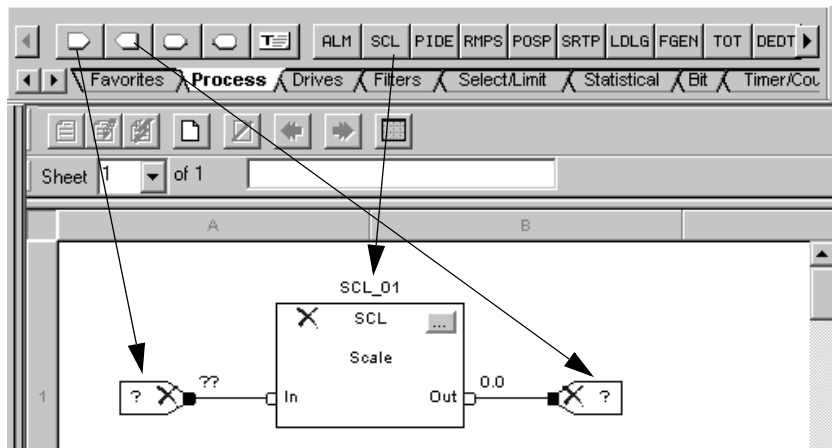 ALM SCL PIDE RMPS POSP SRTP LDLG FGEN TOT DEDT
Favorites Process Drives Filters Select/Limit Statistical Bit Timer/Cou
Sheet 1 of 1
A B
SCL_01
SCL ...
Scale
? ?? In Out 0.0 ?
1